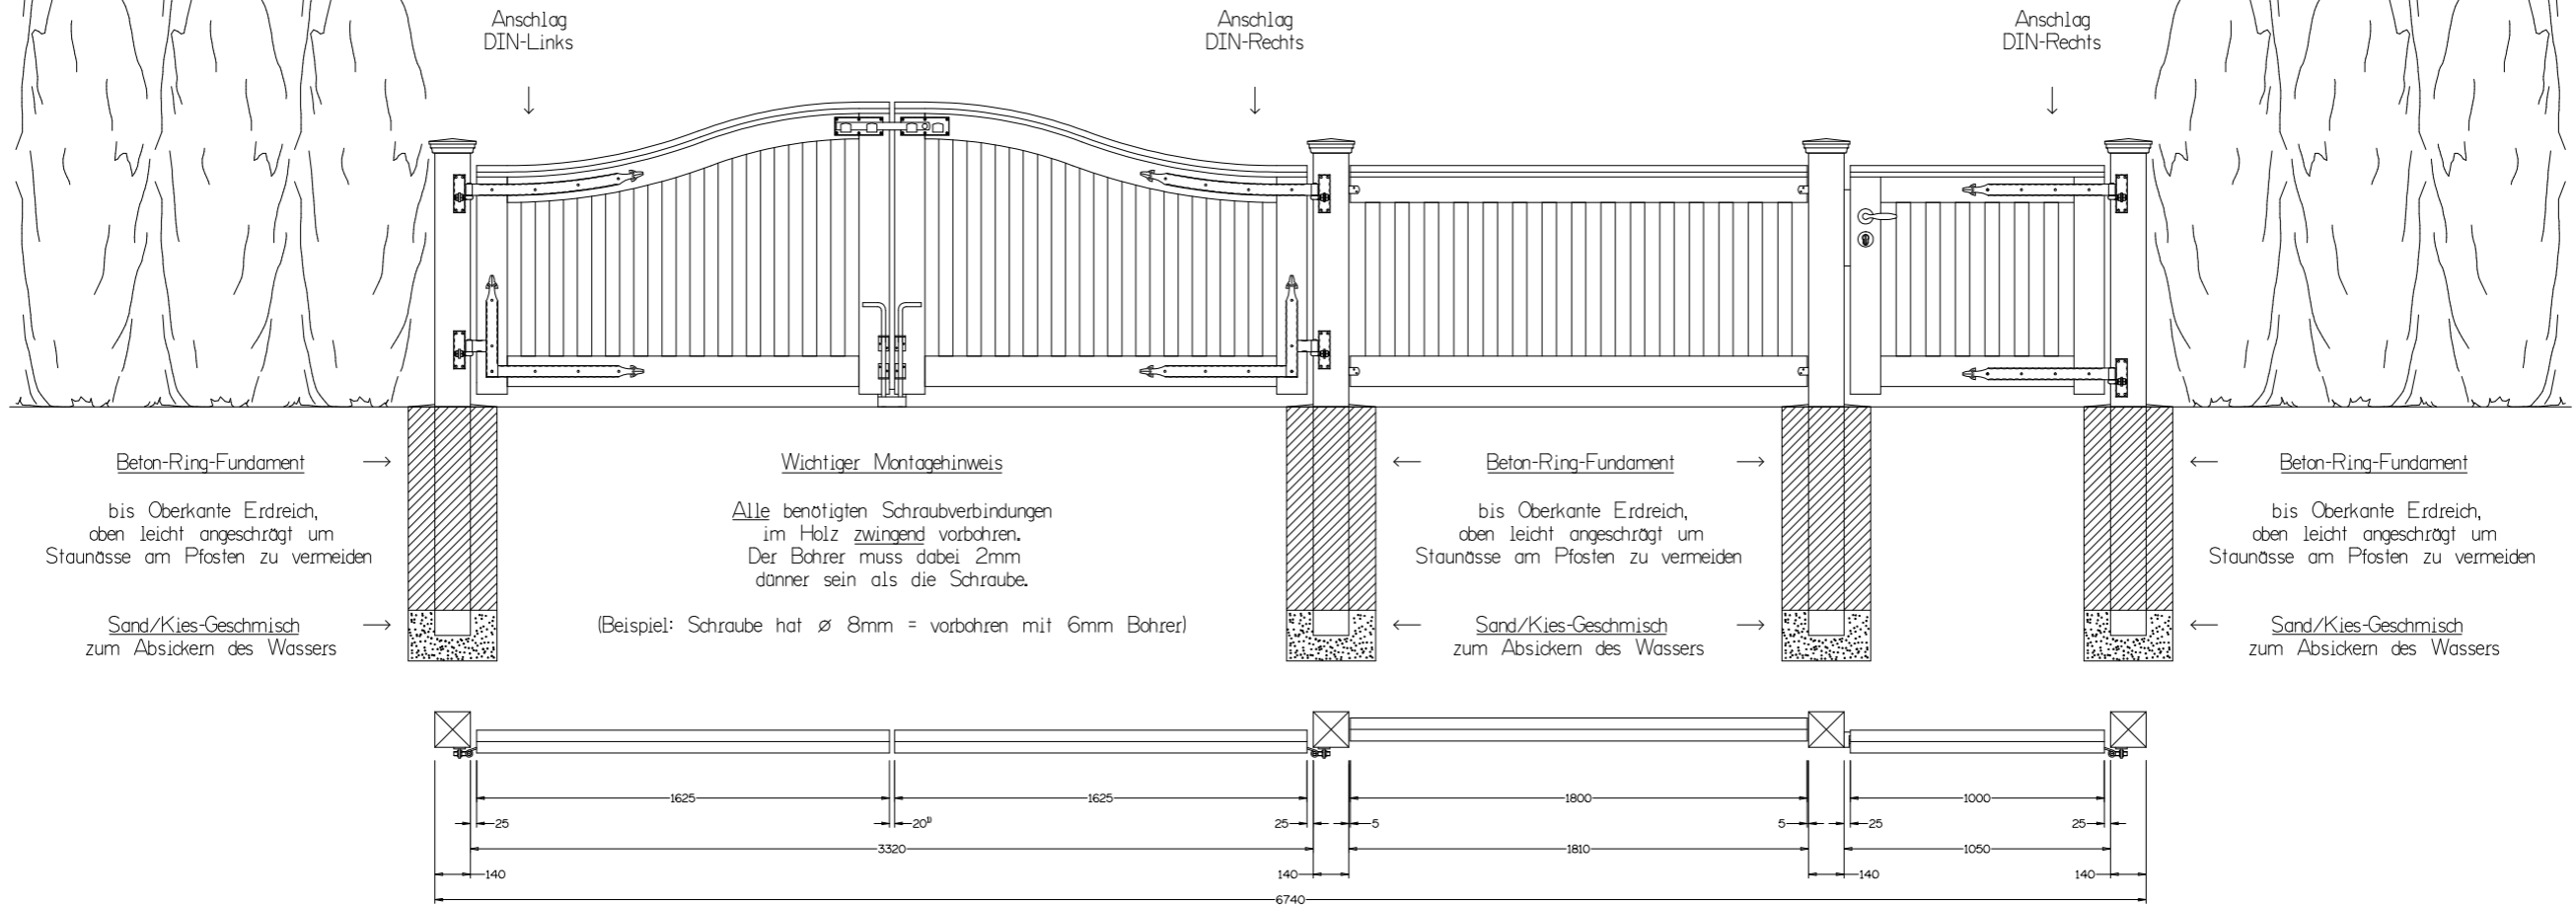 Anschlag
DIN-Links
Anschlag
DIN-Rechts
Anschlag
DIN-Rechts
Beton-Ring-Fundament
bis Oberkante Erdreich,
oben leicht angeschrägt um
Staunässe am Pfosten zu vermeiden
Sand/Kies-Geschmisch
zum Absickern des Wassers
Wichtiger Montagehinweis
Alle benötigten Schraubverbindungen
im Holz zwingend vorbohren.
Der Bohrer muss dabei 2mm
dünner sein als die Schraube.
(Beispiel: Schraube hat ø 8mm = vorbohren mit 6mm Bohrer)
Beton-Ring-Fundament
bis Oberkante Erdreich,
oben leicht angeschrägt um
Staunässe am Pfosten zu vermeiden
Sand/Kies-Geschmisch
zum Absickern des Wassers
Beton-Ring-Fundament
bis Oberkante Erdreich,
oben leicht angeschrägt um
Staunässe am Pfosten zu vermeiden
Sand/Kies-Geschmisch
zum Absickern des Wassers
1625 1625 1800 1000
25 20¹⁾ 25 5 5 25 25
3320 1810 1050
140 140 140 140
6740